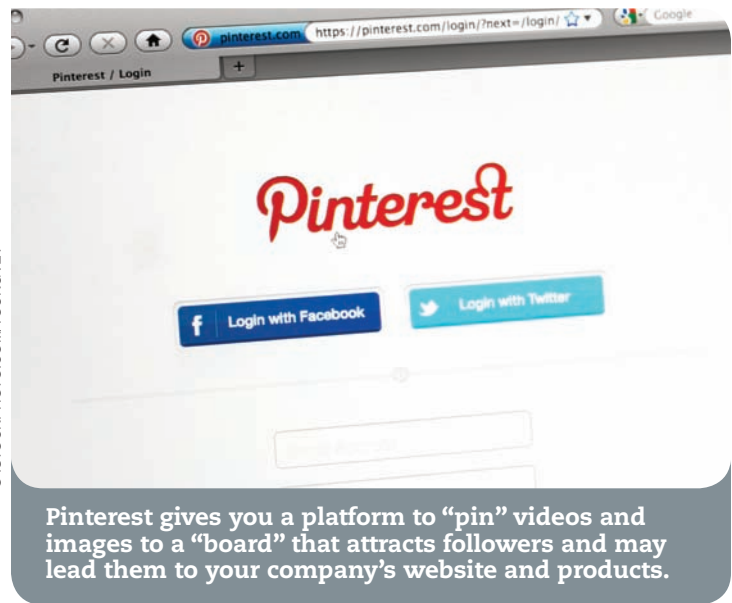 pinterest.com https://pinterest.com/login/?next=/login/ Google
Pinterest / Login +
Pinterest
f Login with Facebook Login with Twitter
Pinterest gives you a platform to “pin” videos and
images to a “board” that attracts followers and may
lead them to your company’s website and products.